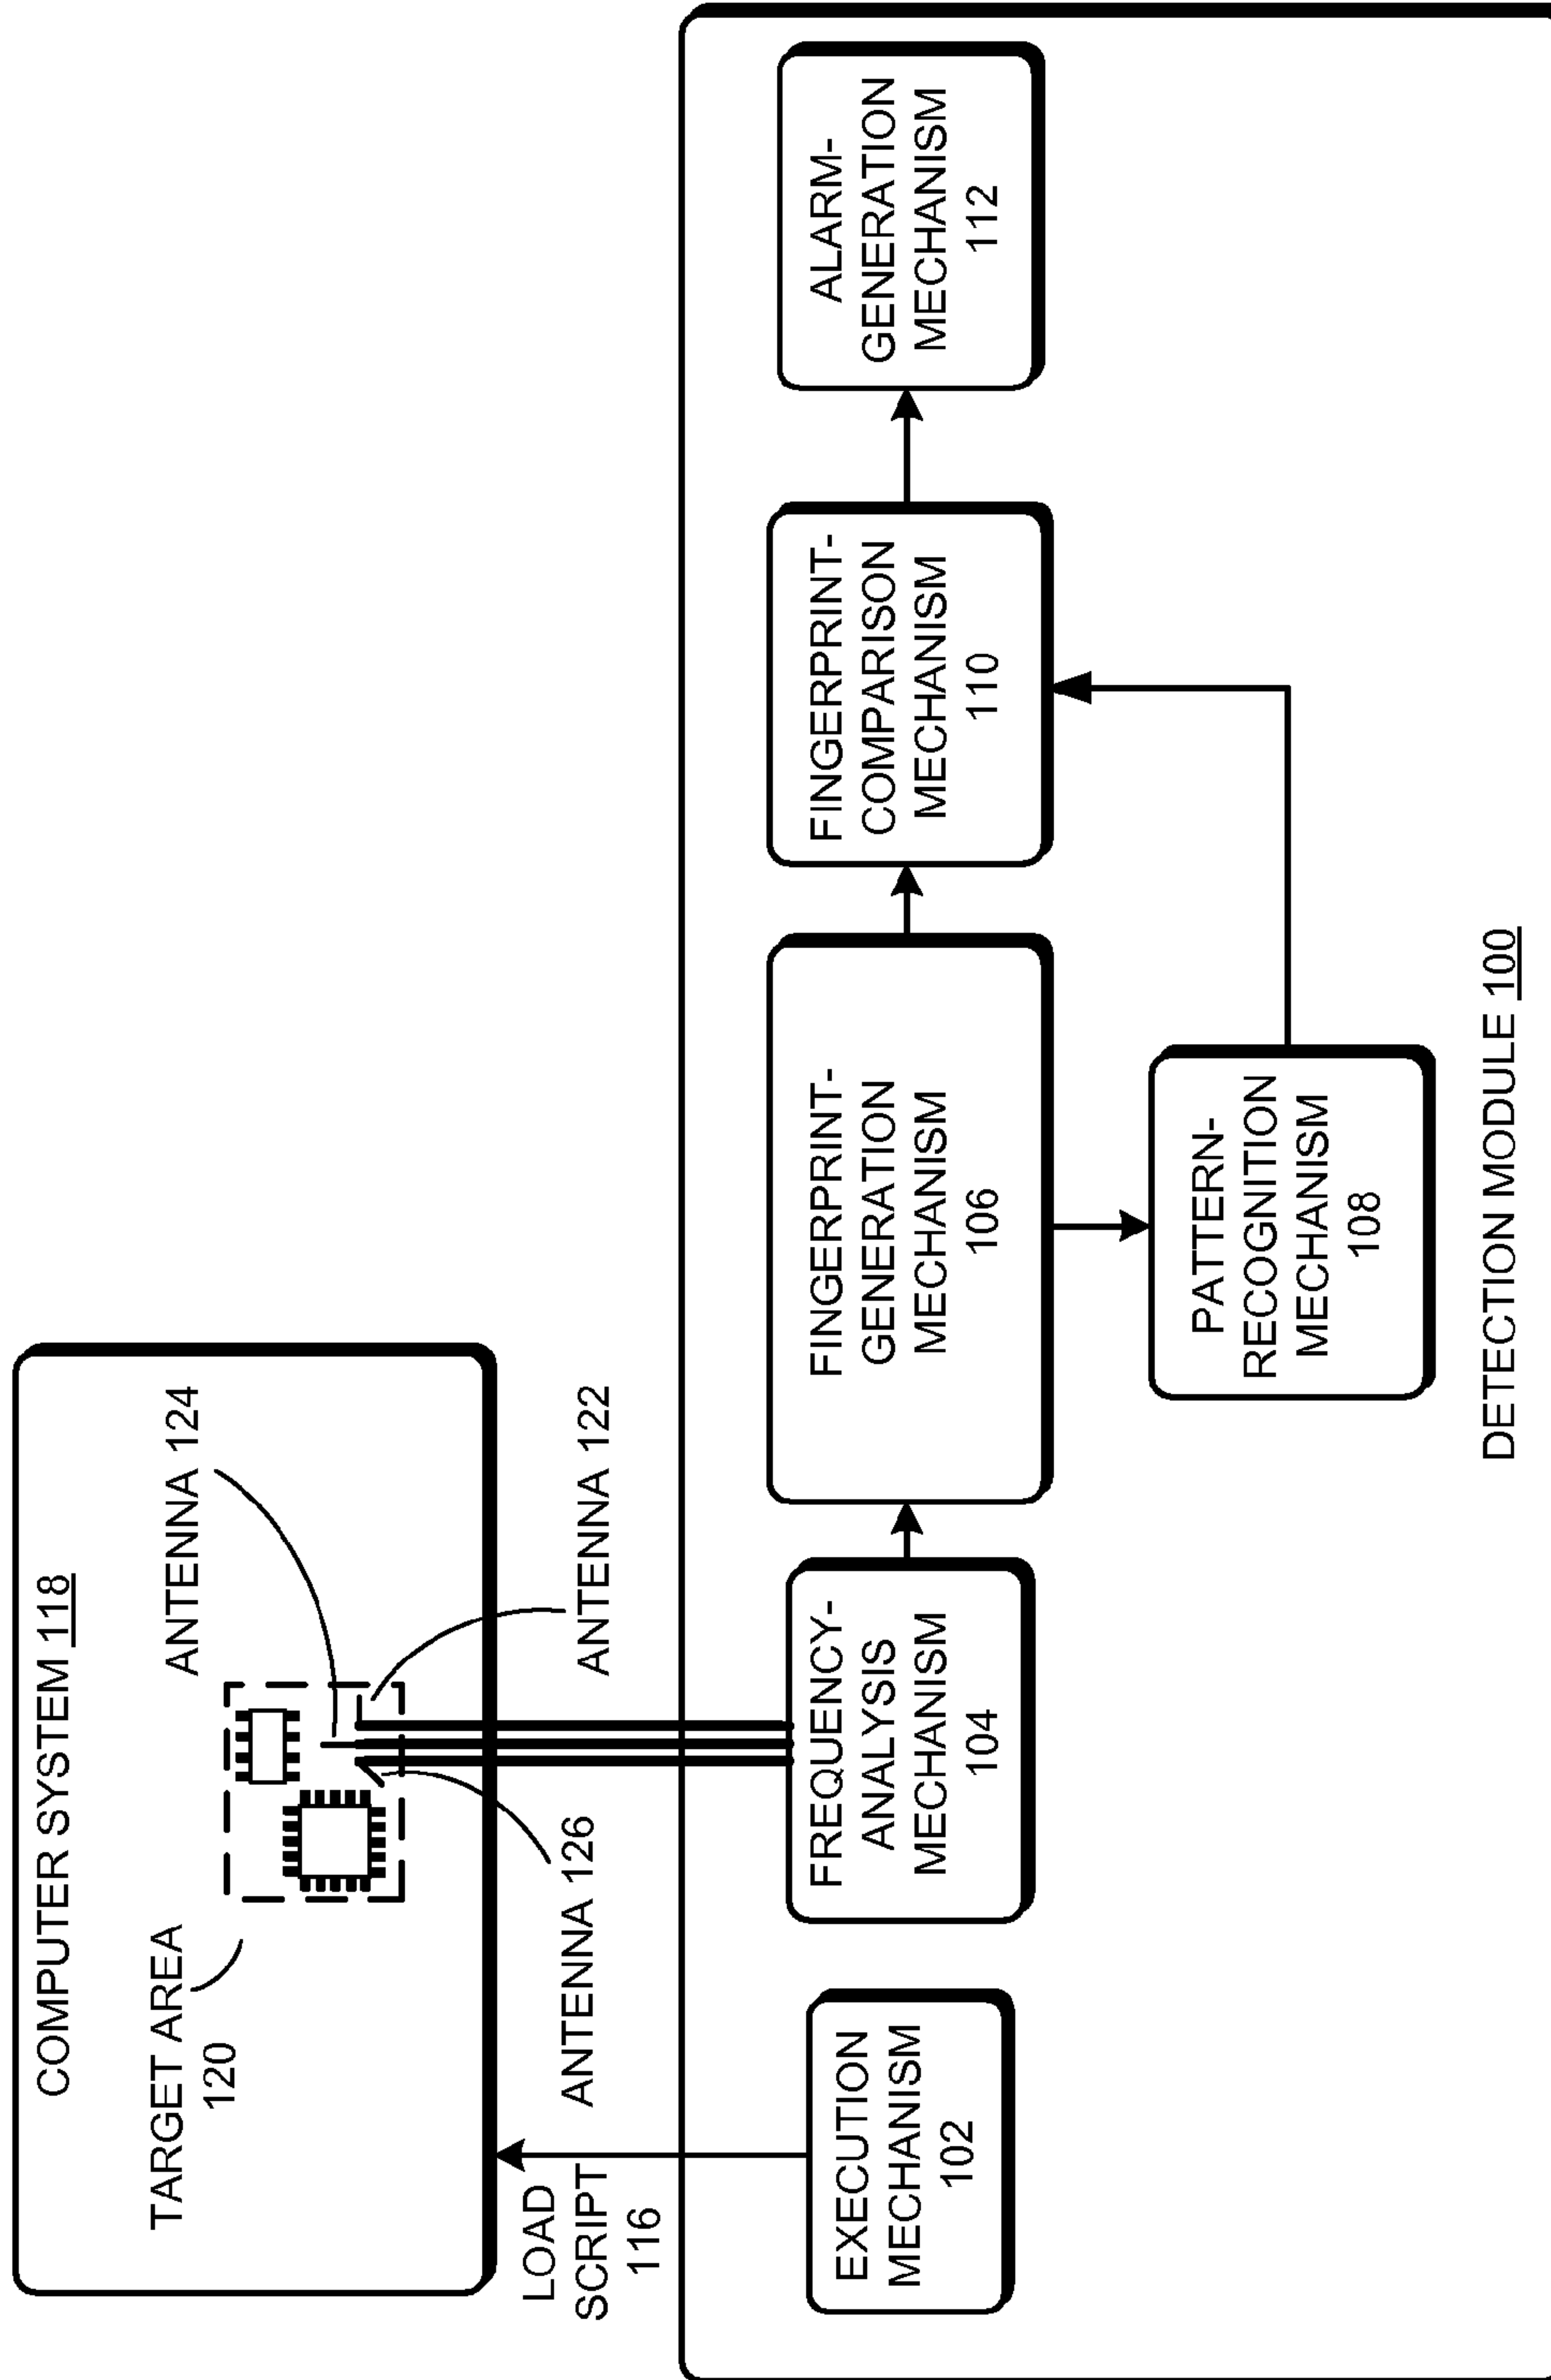 COMPUTER SYSTEM 118
TARGET AREA
120
ANTENNA 124
ANTENNA 126
ANTENNA 122
LOAD
SCRIPT
116
EXECUTION
MECHANISM
102
FREQUENCY-
ANALYSIS
MECHANISM
104
FINGERPRINT-
GENERATION
MECHANISM
106
FINGERPRINT-
COMPARISON
MECHANISM
110
ALARM-
GENERATION
MECHANISM
112
PATTERN-
RECOGNITION
MECHANISM
108
DETECTION MODULE 100